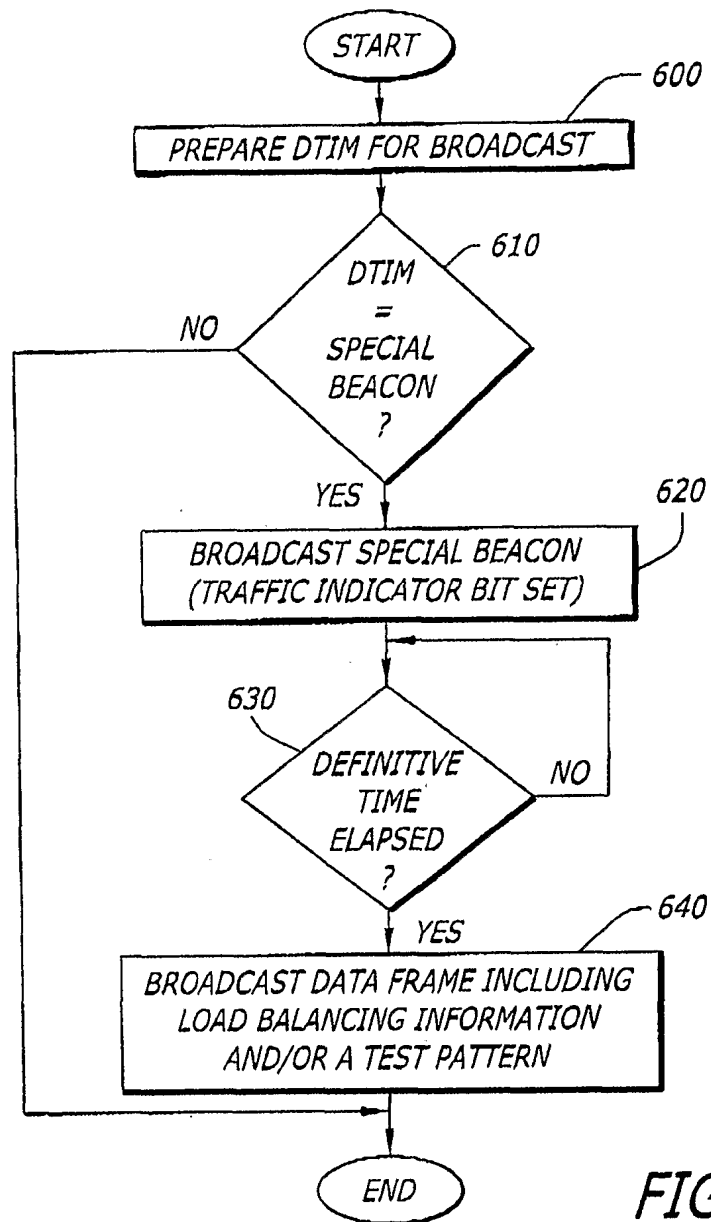 START
600
PREPARE DTIM FOR BROADCAST
610
DTIM
=
SPECIAL
BEACON
?
NO
YES
620
BROADCAST SPECIAL BEACON
(TRAFFIC INDICATOR BIT SET)
630
DEFINITIVE
TIME
ELAPSED
?
NO
YES
640
BROADCAST DATA FRAME INCLUDING
LOAD BALANCING INFORMATION
AND/OR A TEST PATTERN
END
FIG